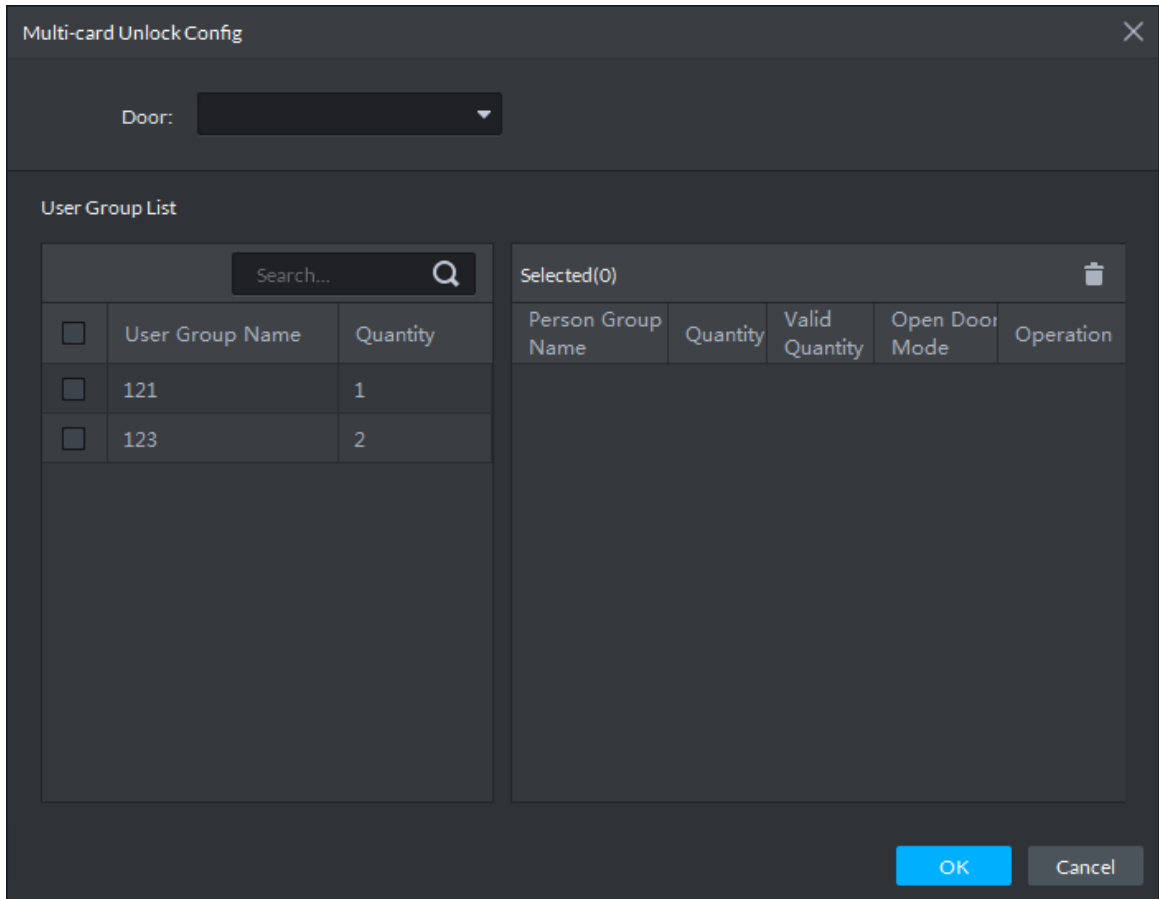 Multi-card Unlock Config
Door:
User Group List
Search...
Selected(0)
User Group Name Quantity
Person Group Name Quantity Valid Quantity Open Door Mode Operation
121 1
123 2
OK Cancel